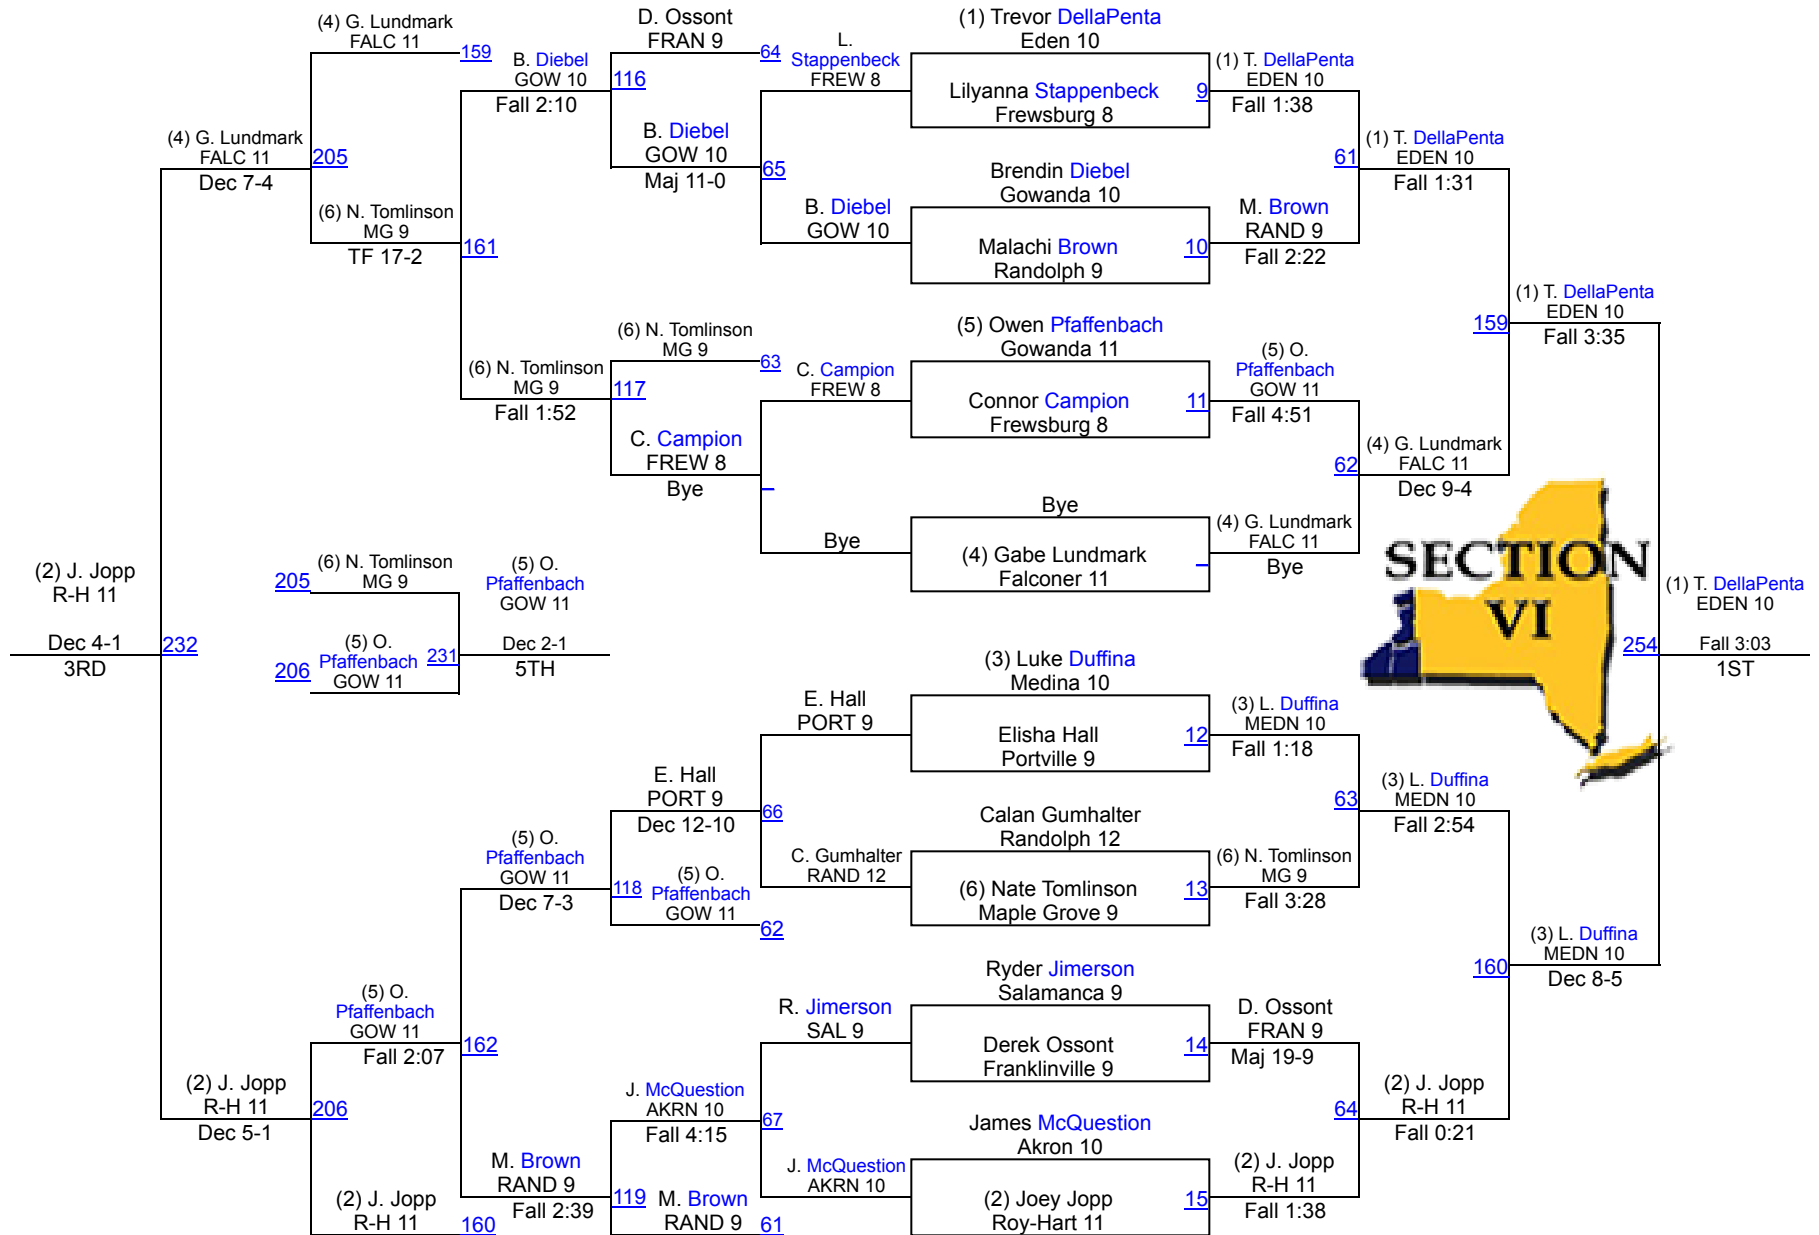 (4) G. Lundmark
FALC 11
159
(4) G. Lundmark
FALC 11
Dec 7-4
205
(6) N. Tomlinson
MG 9
TF 17-2
B. Diebel
GOW 10
Fall 2:10
161
(6) N. Tomlinson
MG 9
Fall 1:52
D. Ossont
FRAN 9
64
116
B. Diebel
GOW 10
Maj 11-0
65
(6) N. Tomlinson
MG 9
63
117
C. Campion
FREW 8
Bye
L.
Stappenbeck
FREW 8
B. Diebel
GOW 10
C. Campion
FREW 8
Bye
(1) Trevor DellaPenta
Eden 10
Lilyanna Stappenbeck
Frewsburg 8
9
Brendin Diebel
Gowanda 10
Malachi Brown
Randolph 9
10
(5) Owen Pfaffenbach
Gowanda 11
Connor Campion
Frewsburg 8
11
Bye
(4) Gabe Lundmark
Falconer 11
(1) T. DellaPenta
EDEN 10
Fall 1:38
61
M. Brown
RAND 9
Fall 2:22
(1) T. DellaPenta
EDEN 10
Fall 1:31
159
(5) O.
Pfaffenbach
GOW 11
Fall 4:51
62
(4) G. Lundmark
FALC 11
Bye
(4) G. Lundmark
FALC 11
Dec 9-4
(1) T. DellaPenta
EDEN 10
Fall 3:35
SECTION
VI
(1) T. DellaPenta
EDEN 10
254
Fall 3:03
1ST
(2) J. Jopp
R-H 11
Dec 4-1
3RD
232
205
(6) N. Tomlinson
MG 9
206
(5) O.
Pfaffenbach
GOW 11
231
(5) O.
Pfaffenbach
GOW 11
Dec 2-1
5TH
(3) Luke Duffina
Medina 10
Elisha Hall
Portville 9
12
Calan Gumhalter
Randolph 12
(6) Nate Tomlinson
Maple Grove 9
13
Ryder Jimerson
Salamanca 9
Derek Ossont
Franklinville 9
14
James McQuestion
Akron 10
(2) Joey Jopp
Roy-Hart 11
15
E. Hall
PORT 9
66
C. Gumhalter
RAND 12
E. Hall
PORT 9
Dec 12-10
118
(5) O.
Pfaffenbach
GOW 11
62
(5) O.
Pfaffenbach
GOW 11
Dec 7-3
162
(5) O.
Pfaffenbach
GOW 11
Fall 2:07
206
(2) J. Jopp
R-H 11
Dec 5-1
(2) J. Jopp
R-H 11
160
M. Brown
RAND 9
Fall 2:39
119
J. McQuestion
AKRN 10
Fall 4:15
67
M. Brown
RAND 9
61
R. Jimerson
SAL 9
J. McQuestion
AKRN 10
(3) L. Duffina
MEDN 10
Fall 1:18
63
(6) N. Tomlinson
MG 9
Fall 3:28
(3) L. Duffina
MEDN 10
Fall 2:54
160
D. Ossont
FRAN 9
Maj 19-9
64
(2) J. Jopp
R-H 11
Fall 1:38
(2) J. Jopp
R-H 11
Fall 0:21
(3) L. Duffina
MEDN 10
Dec 8-5